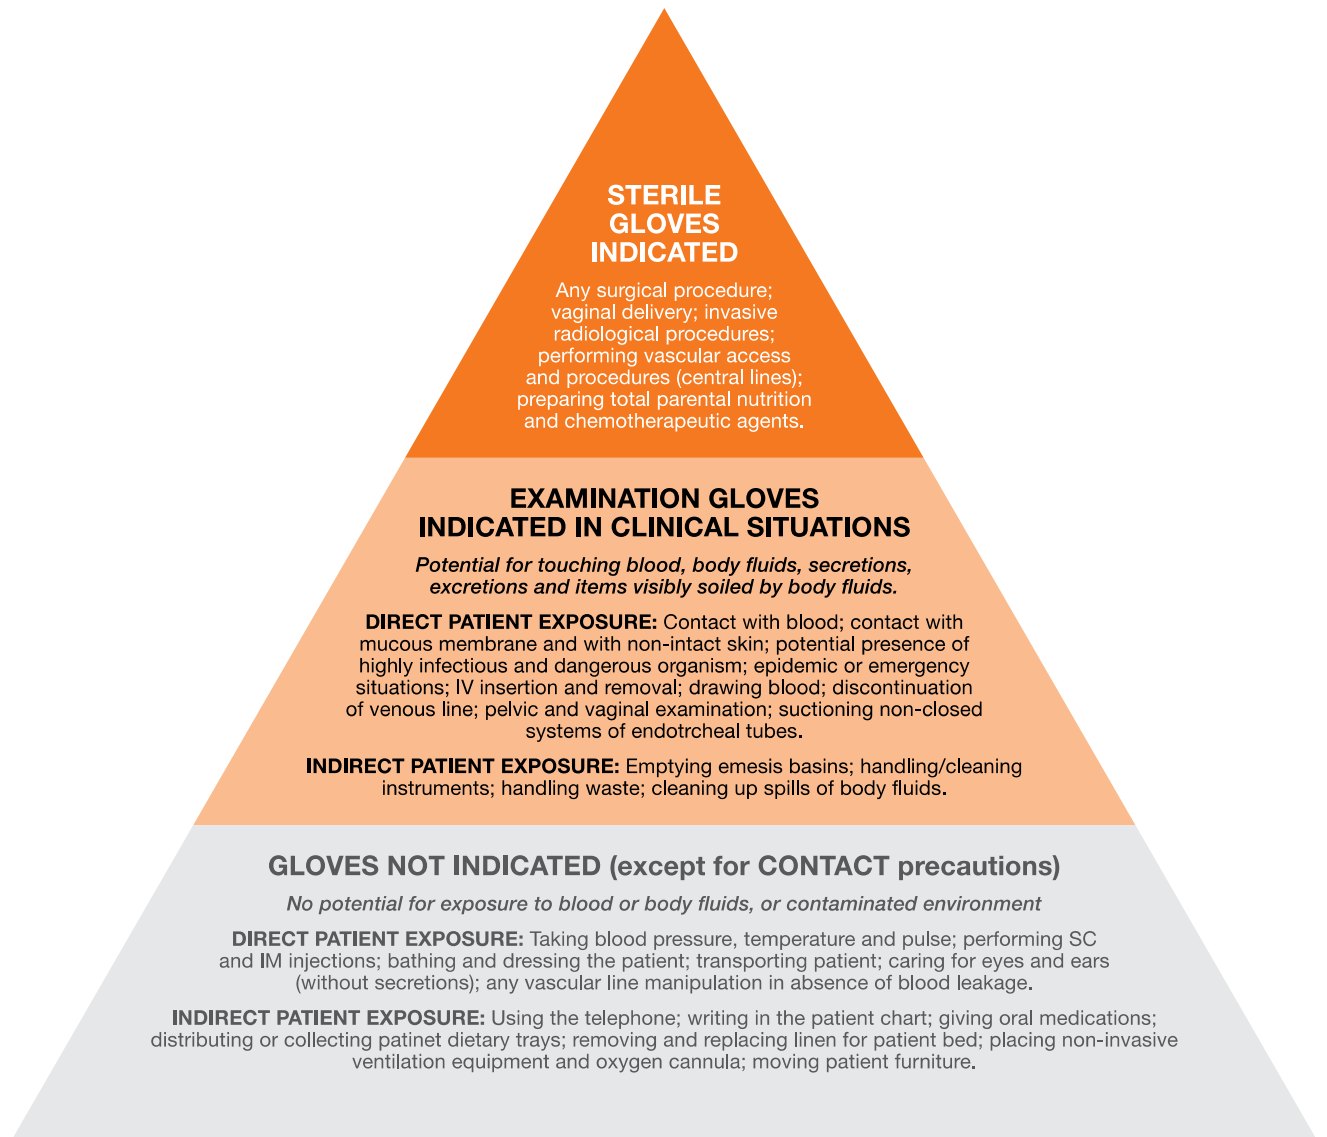 STERILE
GLOVES
INDICATED
Any surgical procedure;
vaginal delivery; invasive
radiological procedures;
performing vascular access
and procedures (central lines);
preparing total parental nutrition
and chemotherapeutic agents.
EXAMINATION GLOVES
INDICATED IN CLINICAL SITUATIONS
Potential for touching blood, body fluids, secretions,
excretions and items visibly soiled by body fluids.
DIRECT PATIENT EXPOSURE: Contact with blood; contact with
mucous membrane and with non-intact skin; potential presence of
highly infectious and dangerous organism; epidemic or emergency
situations; IV insertion and removal; drawing blood; discontinuation
of venous line; pelvic and vaginal examination; suctioning non-closed
systems of endotrcheal tubes.
INDIRECT PATIENT EXPOSURE: Emptying emesis basins; handling/cleaning
instruments; handling waste; cleaning up spills of body fluids.
GLOVES NOT INDICATED (except for CONTACT precautions)
No potential for exposure to blood or body fluids, or contaminated environment
DIRECT PATIENT EXPOSURE: Taking blood pressure, temperature and pulse; performing SC
and IM injections; bathing and dressing the patient; transporting patient; caring for eyes and ears
(without secretions); any vascular line manipulation in absence of blood leakage.
INDIRECT PATIENT EXPOSURE: Using the telephone; writing in the patient chart; giving oral medications;
distributing or collecting patinet dietary trays; removing and replacing linen for patient bed; placing non-invasive
ventilation equipment and oxygen cannula; moving patient furniture.